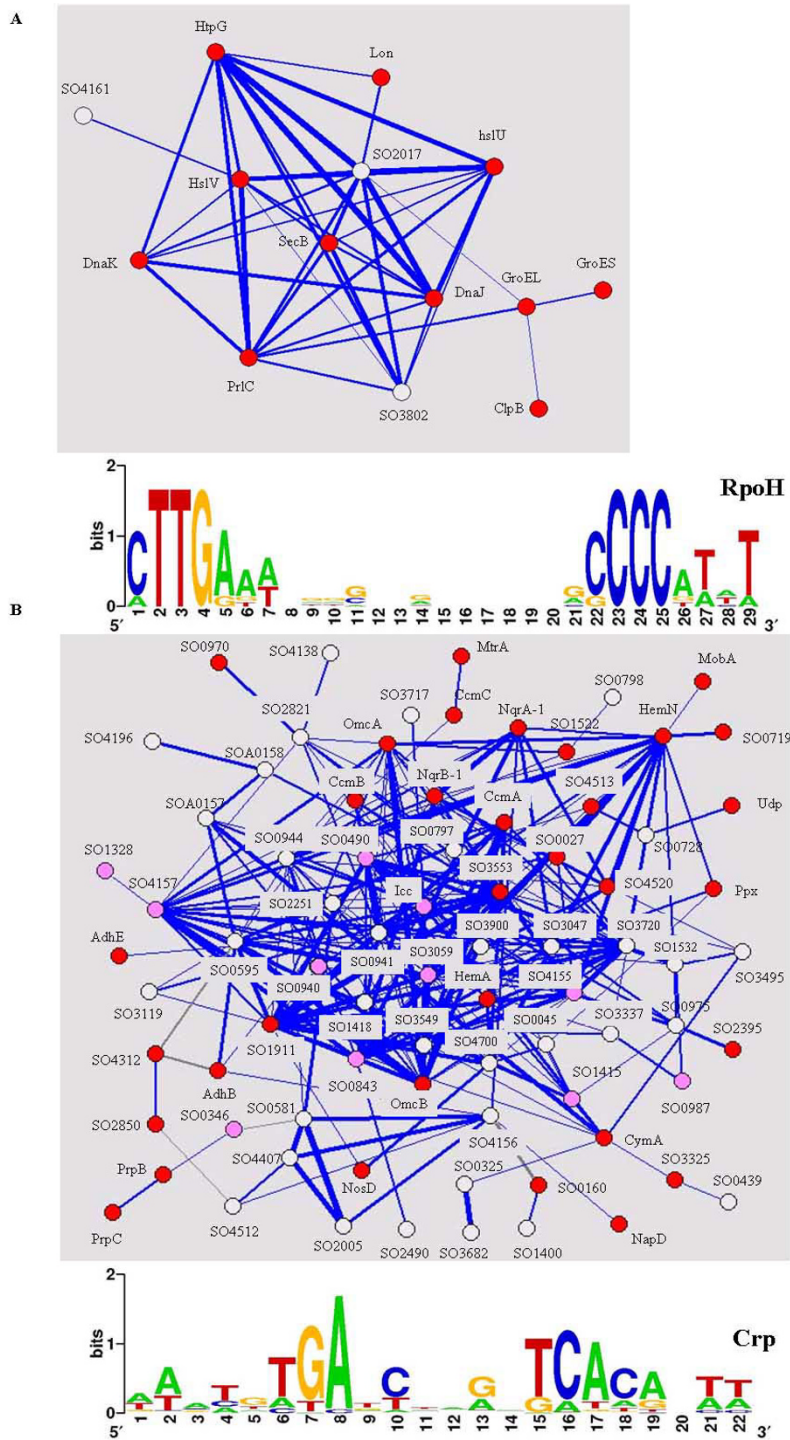 A
HtpG
Lon
SO4161
hslU
SO2017
HslV
SecB
DnaK
GroEL
GroES
DnaJ
PrlC
ClpB
SO3802
2
RpoH
bits
1
0
1 2 3 4 5 6 7 8 9 10 11 12 13 14 15 16 17 18 19 20 21 22 23 24 25 26 27 28 29
5′ 3′
B
SO0970
SO4138
MtrA
MobA
SO3717
CcmC
SO0798
SO2821
OmcA
NqrA-1
SO1522
HemN
SO4196
SOA0158
SO0719
CcmB
NqrB-1
CcmA
SO4513
Udp
SOA0157
SO0944
SO0490
SO0797
SO0027
SO0728
SO1328
SO3553
SO4157
Icc
SO4520
Ppx
SO2251
SO3900
SO3047
SO3720
AdhE
SO0941
SO3059
SO1532
SO0595
HemA
SO4155
SO3495
SO0940
SO3119
SO1418
SO3549
SO0045
SO3337
SO0975
SO1911
SO4700
SO2395
SO4312
AdhB
SO0843
OmcB
SO1415
SO0987
SO2850
SO0346
SO0581
SO4156
CymA
PrpB
SO4407
NosD
SO0325
SO3325
SO0160
SO0439
PrpC
SO4512
SO2005
SO2490
SO3682
SO1400
NapD
2
Crp
bits
1
0
1 2 3 4 5 6 7 8 9 10 11 12 13 14 15 16 17 18 19 20 21 22
5′ 3′